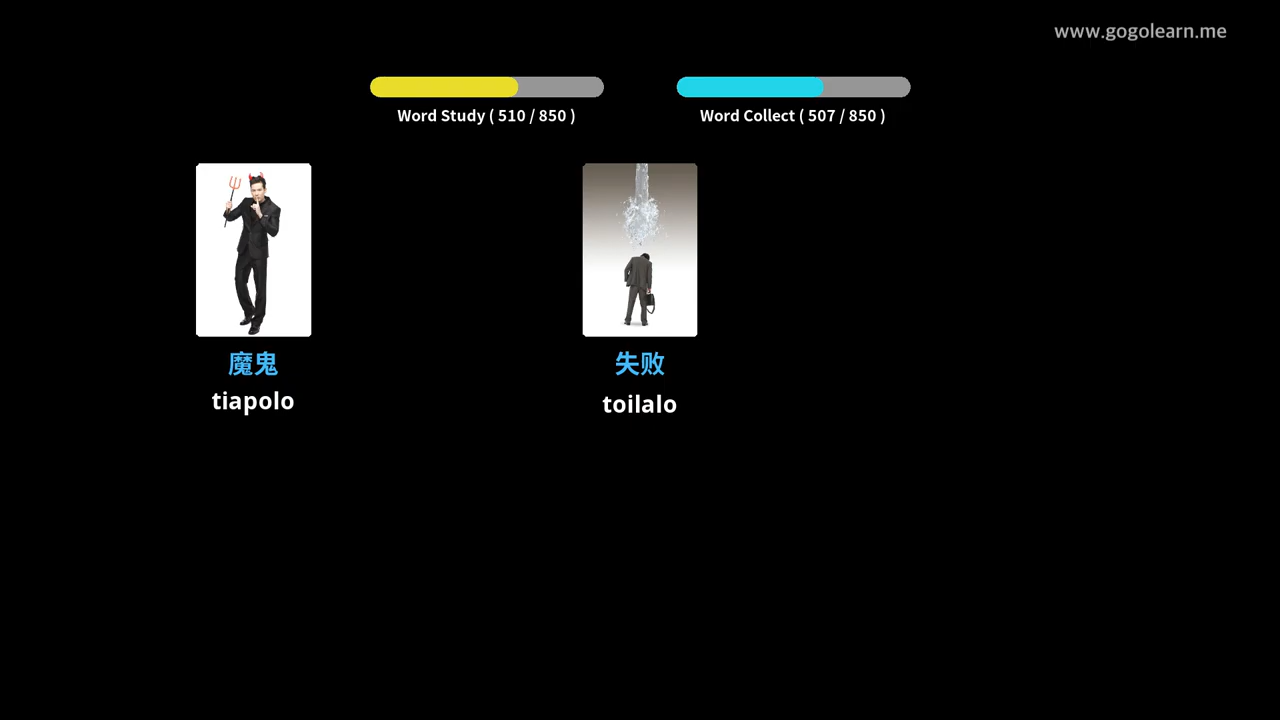 www.gogolearn.me
Word Study ( 510 / 850 )
Word Collect ( 507 / 850 )
魔鬼
tiapolo
失败
toilalo